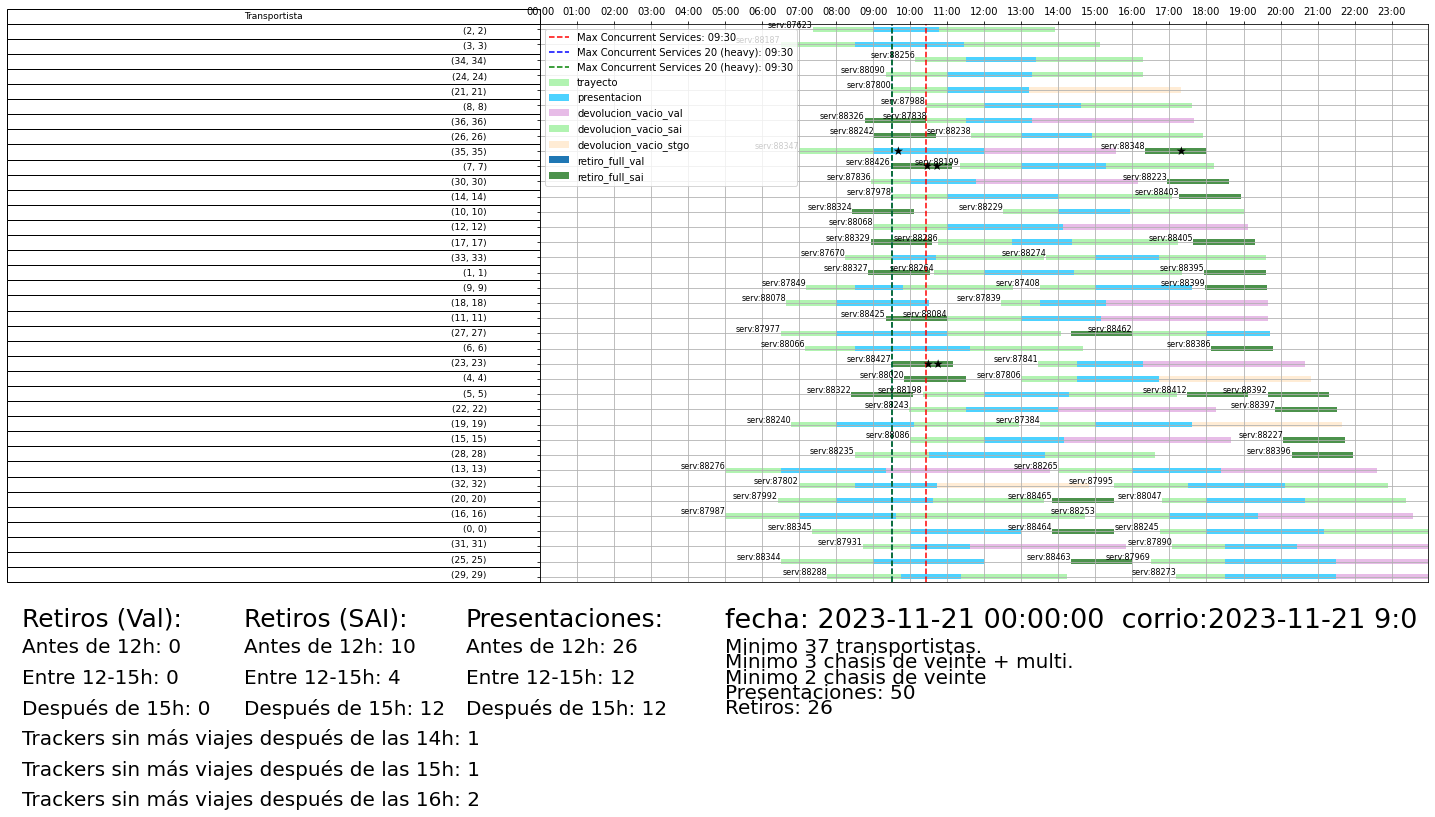 Transportista
00:00 01:00 02:00 03:00 04:00 05:00 06:00 07:00 08:00 09:00 10:00 11:00 12:00 13:00 14:00 15:00 16:00 17:00 18:00 19:00 20:00 21:00 22:00 23:00
Max Concurrent Services: 09:30
Max Concurrent Services 20 (heavy): 09:30
Max Concurrent Services 20 (heavy): 09:30
trayecto
presentacion
devolucion_vacio_val
devolucion_vacio_sai
devolucion_vacio_stgo
retiro_full_val
retiro_full_sai
(2, 2) serv:87623
(3, 3) serv:88187
(34, 34) serv:88256
(24, 24) serv:88090
(21, 21) serv:87800
(8, 8) serv:87988
(36, 36) serv:88326 serv:87838
(26, 26) serv:88242 serv:88238
(35, 35) serv:88347 serv:88348
(7, 7) serv:88426 serv:88199
(30, 30) serv:87836 serv:88223
(14, 14) serv:87978 serv:88403
(10, 10) serv:88324 serv:88229
(12, 12) serv:88068
(17, 17) serv:88329 serv:88286 serv:88405
(33, 33) serv:87670 serv:88274
(1, 1) serv:88327 serv:88264 serv:88395
(9, 9) serv:87849 serv:87408 serv:88399
(18, 18) serv:88078 serv:87839
(11, 11) serv:88425 serv:88084
(27, 27) serv:87977 serv:88462
(6, 6) serv:88066 serv:88386
(23, 23) serv:88427 serv:87841
(4, 4) serv:88020 serv:87806
(5, 5) serv:88322 serv:88198 serv:88412 serv:88392
(22, 22) serv:88243 serv:88397
(19, 19) serv:88240 serv:87384
(15, 15) serv:88086 serv:88227
(28, 28) serv:88235 serv:88396
(13, 13) serv:88276 serv:88265
(32, 32) serv:87802 serv:87995
(20, 20) serv:87992 serv:88465 serv:88047
(16, 16) serv:87987 serv:88253
(0, 0) serv:88345 serv:88464 serv:88245
(31, 31) serv:87931 serv:87890
(25, 25) serv:88344 serv:88463 serv:87969
(29, 29) serv:88288 serv:88273
Retiros (Val):
Antes de 12h: 0
Entre 12-15h: 0
Después de 15h: 0
Retiros (SAI):
Antes de 12h: 10
Entre 12-15h: 4
Después de 15h: 12
Presentaciones:
Antes de 12h: 26
Entre 12-15h: 12
Después de 15h: 12
Trackers sin más viajes después de las 14h: 1
Trackers sin más viajes después de las 15h: 1
Trackers sin más viajes después de las 16h: 2
fecha: 2023-11-21 00:00:00 corrio:2023-11-21 9:0
Minimo 37 transportistas.
Minimo 3 chasis de veinte + multi.
Minimo 2 chasis de veinte
Presentaciones: 50
Retiros: 26